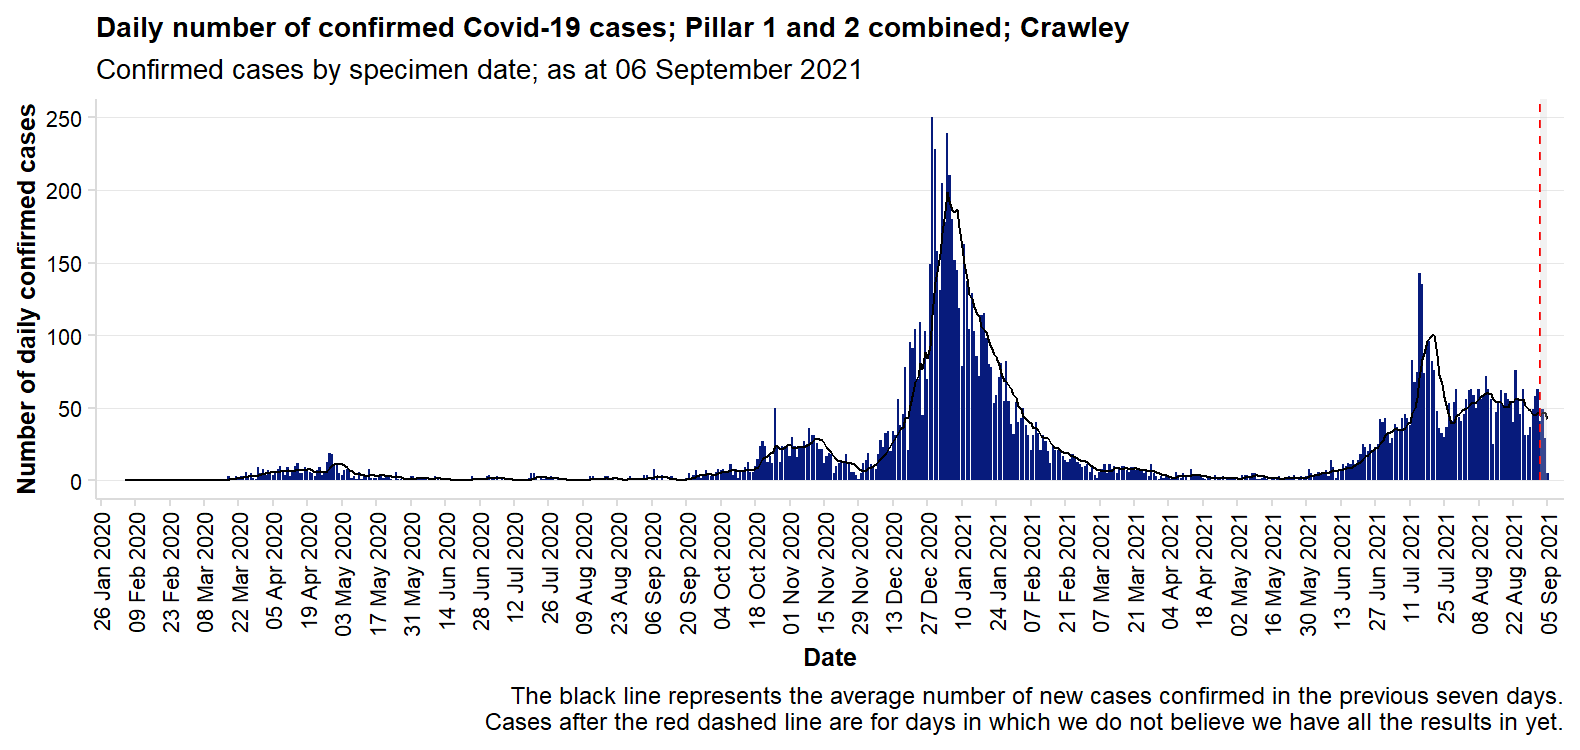 Daily number of confirmed Covid-19 cases; Pillar 1 and 2 combined; Crawley
Confirmed cases by specimen date; as at 06 September 2021
Number of daily confirmed cases
250
200
150
100
50
0
26 Jan 2020
09 Feb 2020
23 Feb 2020
08 Mar 2020
22 Mar 2020
05 Apr 2020
19 Apr 2020
03 May 2020
17 May 2020
31 May 2020
14 Jun 2020
28 Jun 2020
12 Jul 2020
26 Jul 2020
09 Aug 2020
23 Aug 2020
06 Sep 2020
20 Sep 2020
04 Oct 2020
18 Oct 2020
01 Nov 2020
15 Nov 2020
29 Nov 2020
13 Dec 2020
27 Dec 2020
10 Jan 2021
24 Jan 2021
07 Feb 2021
21 Feb 2021
07 Mar 2021
21 Mar 2021
04 Apr 2021
18 Apr 2021
02 May 2021
16 May 2021
30 May 2021
13 Jun 2021
27 Jun 2021
11 Jul 2021
25 Jul 2021
08 Aug 2021
22 Aug 2021
05 Sep 2021
Date
The black line represents the average number of new cases confirmed in the previous seven days.
Cases after the red dashed line are for days in which we do not believe we have all the results in yet.